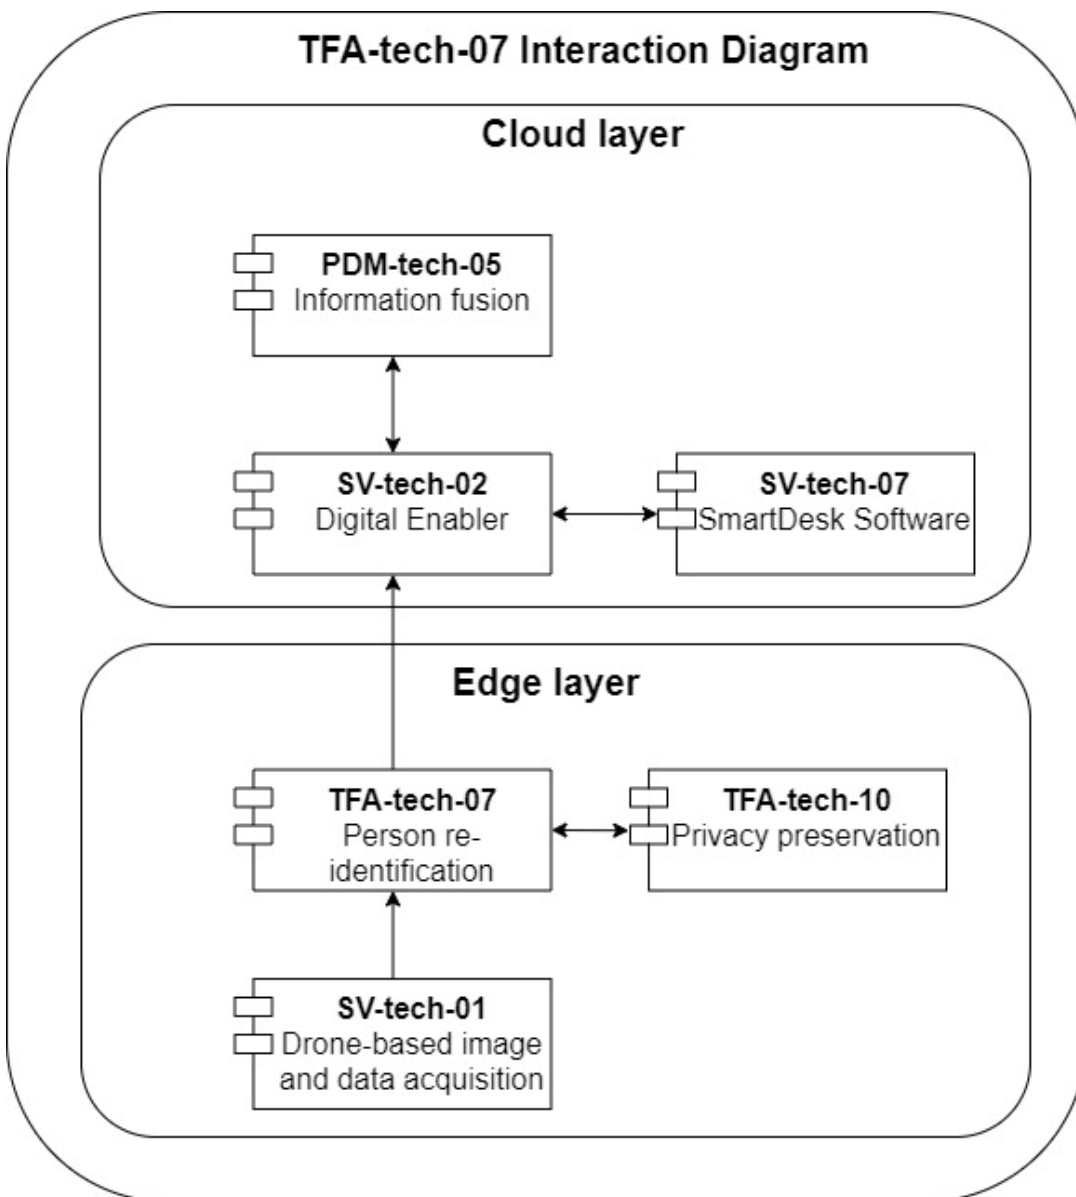 TFA-tech-07 Interaction Diagram
Cloud layer
PDM-tech-05
Information fusion
SV-tech-02
Digital Enabler
SV-tech-07
SmartDesk Software
Edge layer
TFA-tech-07
Person re-
identification
TFA-tech-10
Privacy preservation
SV-tech-01
Drone-based image
and data acquisition